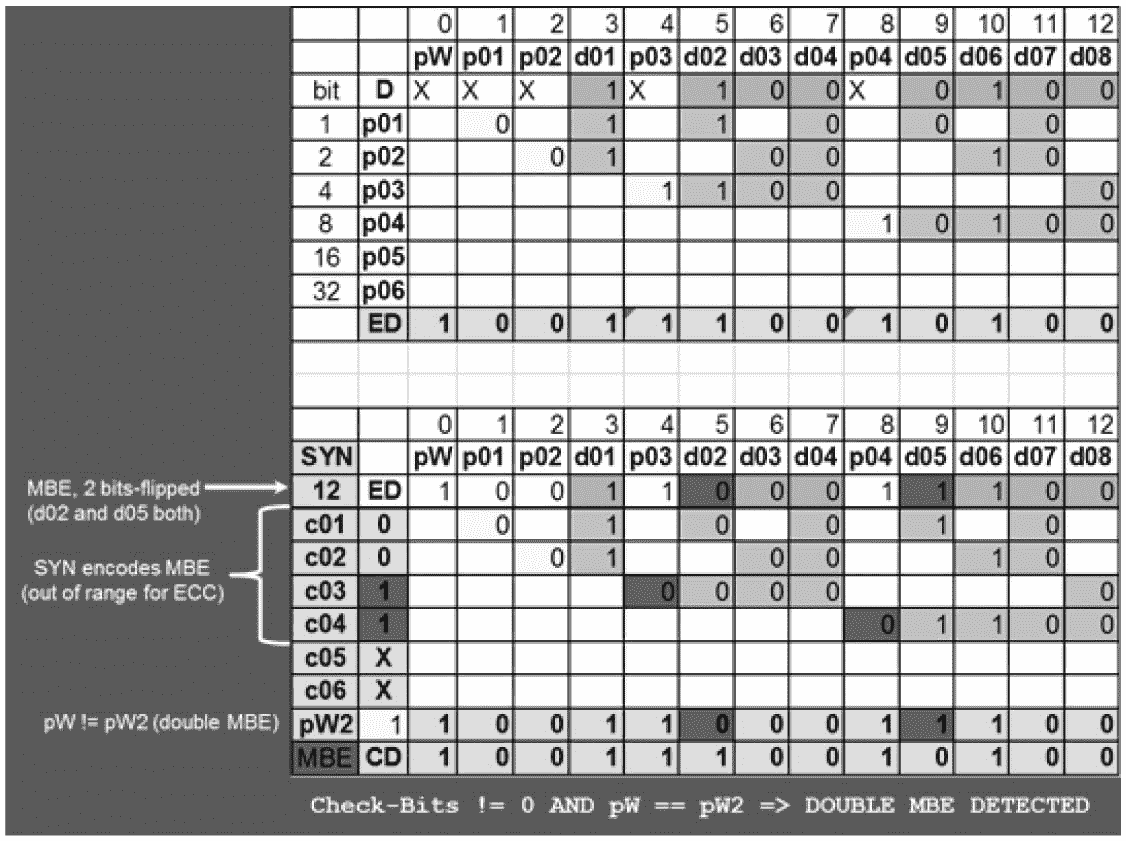 0 1 2 3 4 5 6 7 8 9 10 11 12
pW p01 p02 d01 p03 d02 d03 d04 p04 d05 d06 d07 d08
bit D X X X 1 X 1 0 0 X 0 1 0 0
1 p01 0 1 1 0 0 0
2 p02 0 1 0 0 1 0
4 p03 1 1 0 0 0
8 p04 1 0 1 0 0
16 p05
32 p06
ED 1 0 0 1 1 1 0 0 1 0 1 0 0
0 1 2 3 4 5 6 7 8 9 10 11 12
SYN pW p01 p02 d01 p03 d02 d03 d04 p04 d05 d06 d07 d08
MBE, 2 bits-flipped
(d02 and d05 both)
12 ED 1 0 0 1 1 0 0 0 1 1 1 0 0
c01 0 0 1 0 0 1 0
c02 0 0 1 0 0 1 0
SYN encodes MBE
(out of range for ECC)
c03 1 0 0 0 0 0
c04 1 0 1 1 0 0
c05 X
c06 X
pW != pW2 (double MBE)
pW2 1 1 0 0 1 1 0 0 0 1 1 1 0 0
MBE CD 1 0 0 1 1 1 0 0 1 0 1 0 0
Check-Bits != 0 AND pW == pW2 => DOUBLE MBE DETECTED